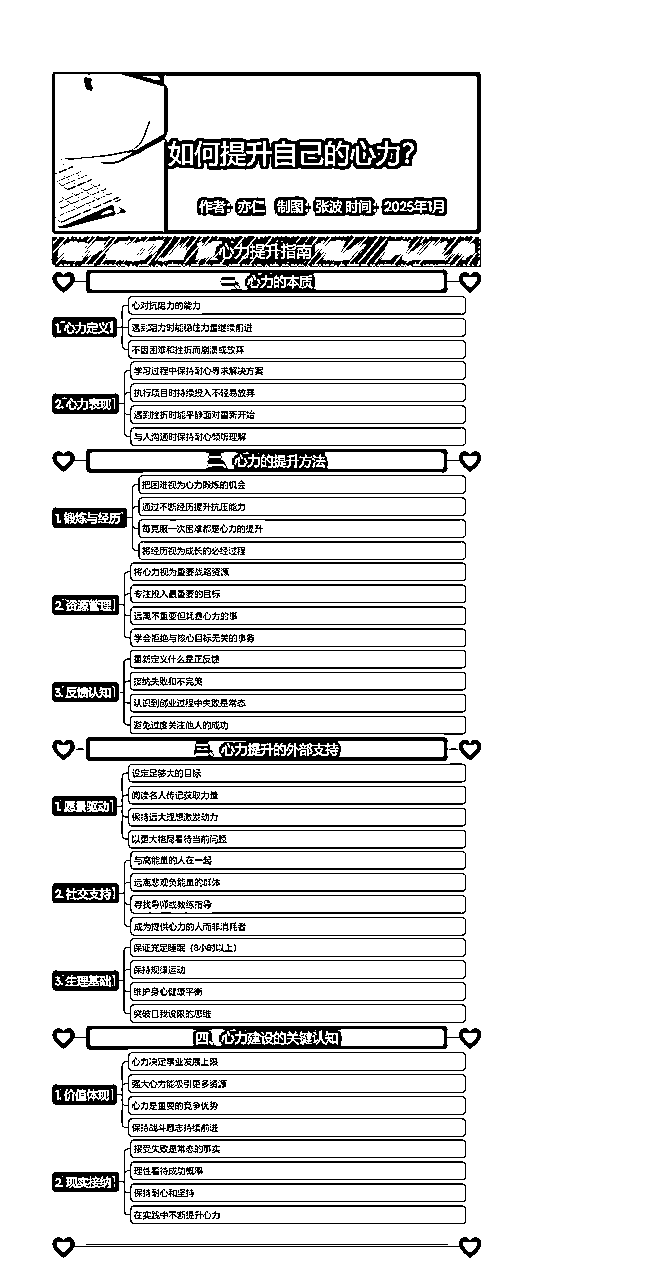 如何提升自己的心力？
作者：亦仁 制图：张波 时间：2025年1月
心力提升指南
一、心力的本质
1.心力定义
心对抗阻力的能力
遇到阻力时能稳住力量继续前进
不因困难和挫折而崩溃或放弃
2.心力表现
学习过程中保持耐心寻求解决方案
执行项目时持续投入不轻易放弃
遇到挫折时能平静面对重新开始
与人沟通时保持耐心倾听理解
二、心力的提升方法
1.锻炼与经历
把困难视为心力锻炼的机会
通过不断经历提升抗压能力
每克服一次困难都是心力的提升
将经历视为成长的必经过程
2.资源管理
将心力视为重要战略资源
专注投入最重要的目标
远离不重要但耗费心力的事
学会拒绝与核心目标无关的事务
3.反馈认知
重新定义什么是正反馈
接纳失败和不完美
认识到创业过程中失败是常态
避免过度关注他人的成功
三、心力提升的外部支持
1.愿景驱动
设定足够大的目标
阅读名人传记获取力量
保持远大理想激发动力
以更大格局看待当前问题
2.社交支持
与高能量的人在一起
远离悲观负能量的群体
寻找导师或教练指导
成为提供心力的人而非消耗者
3.生理基础
保证充足睡眠（8小时以上）
保持规律运动
维护身心健康平衡
突破自我设限的思维
四、心力建设的关键认知
1.价值体现
心力决定事业发展上限
强大心力能吸引更多资源
心力是重要的竞争优势
保持战斗意志持续前进
2.现实接纳
接受失败是常态的事实
理性看待成功概率
保持耐心和坚持
在实践中不断提升心力